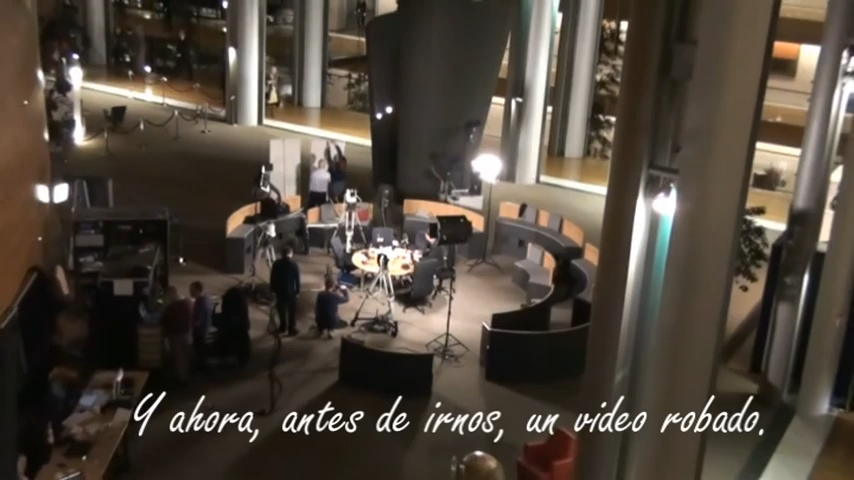 Y ahora, antes de irnos, un video robado.